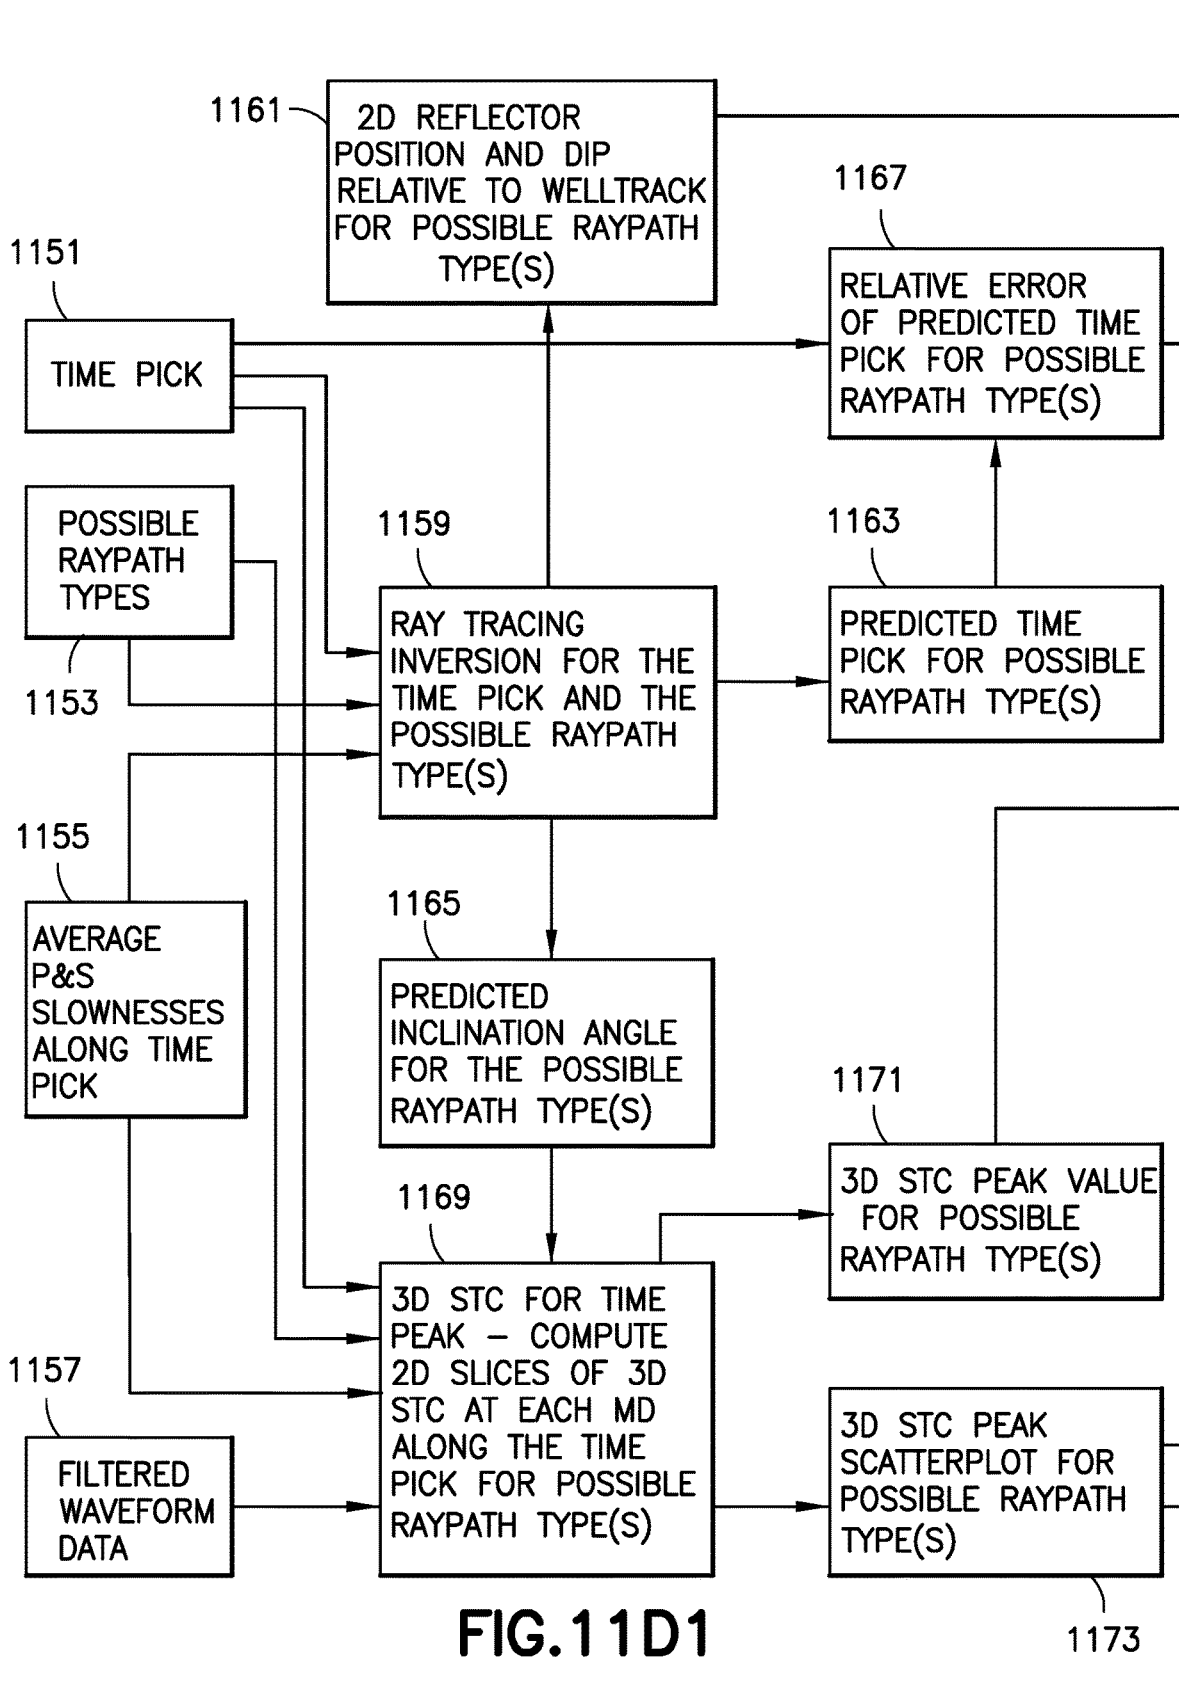 1161
2D REFLECTOR
POSITION AND DIP
RELATIVE TO WELLTRACK
FOR POSSIBLE RAYPATH
TYPE(S)
1167
RELATIVE ERROR
OF PREDICTED TIME
PICK FOR POSSIBLE
RAYPATH TYPE(S)
1151
TIME PICK
POSSIBLE
RAYPATH
TYPES
1153
1159
RAY TRACING
INVERSION FOR THE
TIME PICK AND THE
POSSIBLE RAYPATH
TYPE(S)
1163
PREDICTED TIME
PICK FOR POSSIBLE
RAYPATH TYPE(S)
1155
AVERAGE
P&S
SLOWNESSES
ALONG TIME
PICK
1165
PREDICTED
INCLINATION ANGLE
FOR THE POSSIBLE
RAYPATH TYPE(S)
1171
3D STC PEAK VALUE
FOR POSSIBLE
RAYPATH TYPE(S)
1169
3D STC FOR TIME
PEAK – COMPUTE
2D SLICES OF 3D
STC AT EACH MD
ALONG THE TIME
PICK FOR POSSIBLE
RAYPATH TYPE(S)
1157
FILTERED
WAVEFORM
DATA
3D STC PEAK
SCATTERPLOT FOR
POSSIBLE RAYPATH
TYPE(S)
1173
FIG.11D1